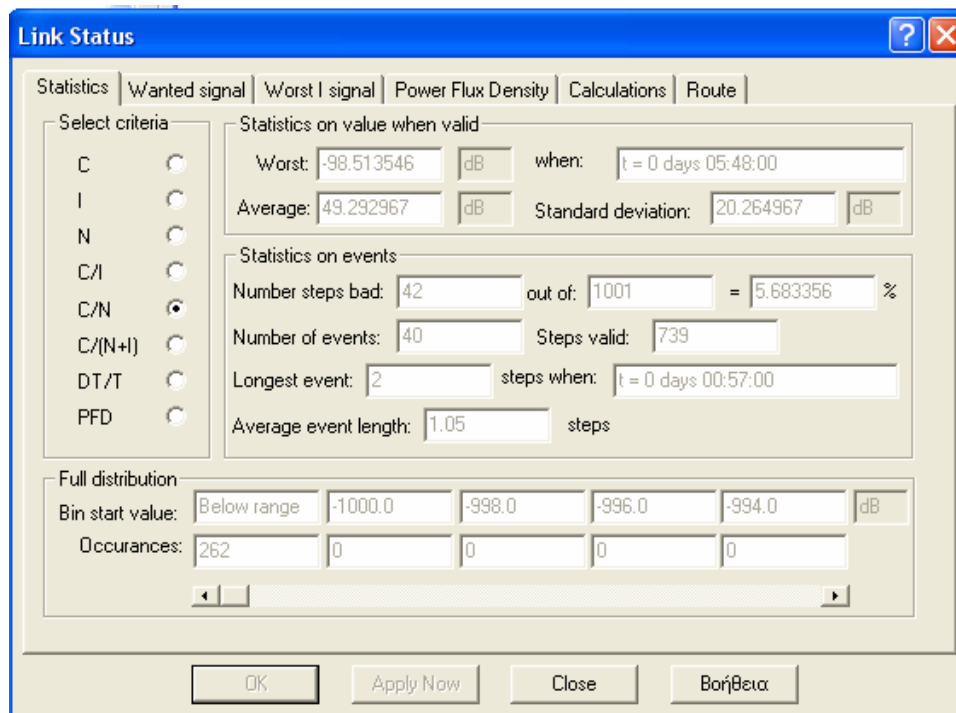 Link Status
Statistics Wanted signal Worst I signal Power Flux Density Calculations Route
Select criteria
C
I
N
C/I
C/N
C/(N+I)
DT/T
PFD
Statistics on value when valid
Worst: -98.513546 dB when: t = 0 days 05:48:00
Average: 49.292967 dB Standard deviation: 20.264967 dB
Statistics on events
Number steps bad: 42 out of: 1001 = 5.683356 %
Number of events: 40 Steps valid: 739
Longest event: 2 steps when: t = 0 days 00:57:00
Average event length: 1.05 steps
Full distribution
Bin start value: Below range -1000.0 -998.0 -996.0 -994.0 dB
Occurances: 262 0 0 0 0
OK Apply Now Close Βοήθεια